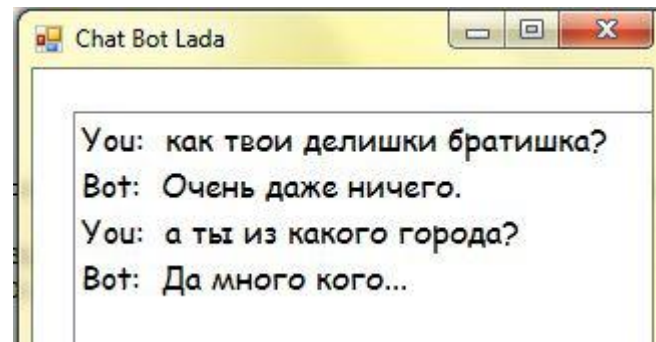 Chat Bot Lada
You: как твои делишки братишка?
Bot: Очень даже ничего.
You: а ты из какого города?
Bot: Да много кого...